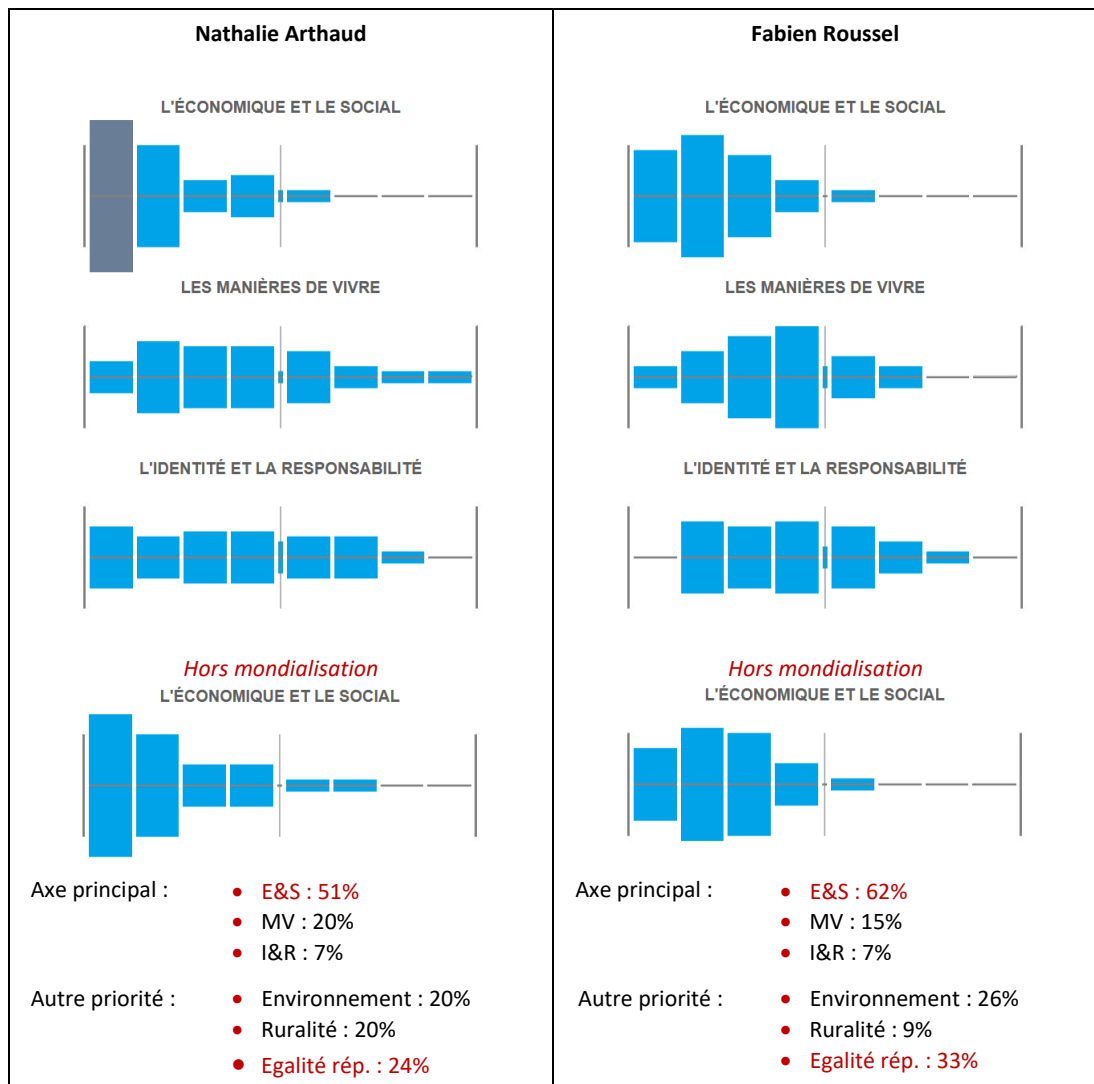 Nathalie Arthaud
L'ÉCONOMIQUE ET LE SOCIAL
LES MANIÈRES DE VIVRE
L'IDENTITÉ ET LA RESPONSABILITÉ
Hors mondialisation
L'ÉCONOMIQUE ET LE SOCIAL
Axe principal :
• E&S : 51%
• MV : 20%
• I&R : 7%
Autre priorité :
• Environnement : 20%
• Ruralité : 20%
• Egalité rép. : 24%
Fabien Roussel
L'ÉCONOMIQUE ET LE SOCIAL
LES MANIÈRES DE VIVRE
L'IDENTITÉ ET LA RESPONSABILITÉ
Hors mondialisation
L'ÉCONOMIQUE ET LE SOCIAL
Axe principal :
• E&S : 62%
• MV : 15%
• I&R : 7%
Autre priorité :
• Environnement : 26%
• Ruralité : 9%
• Egalité rép. : 33%